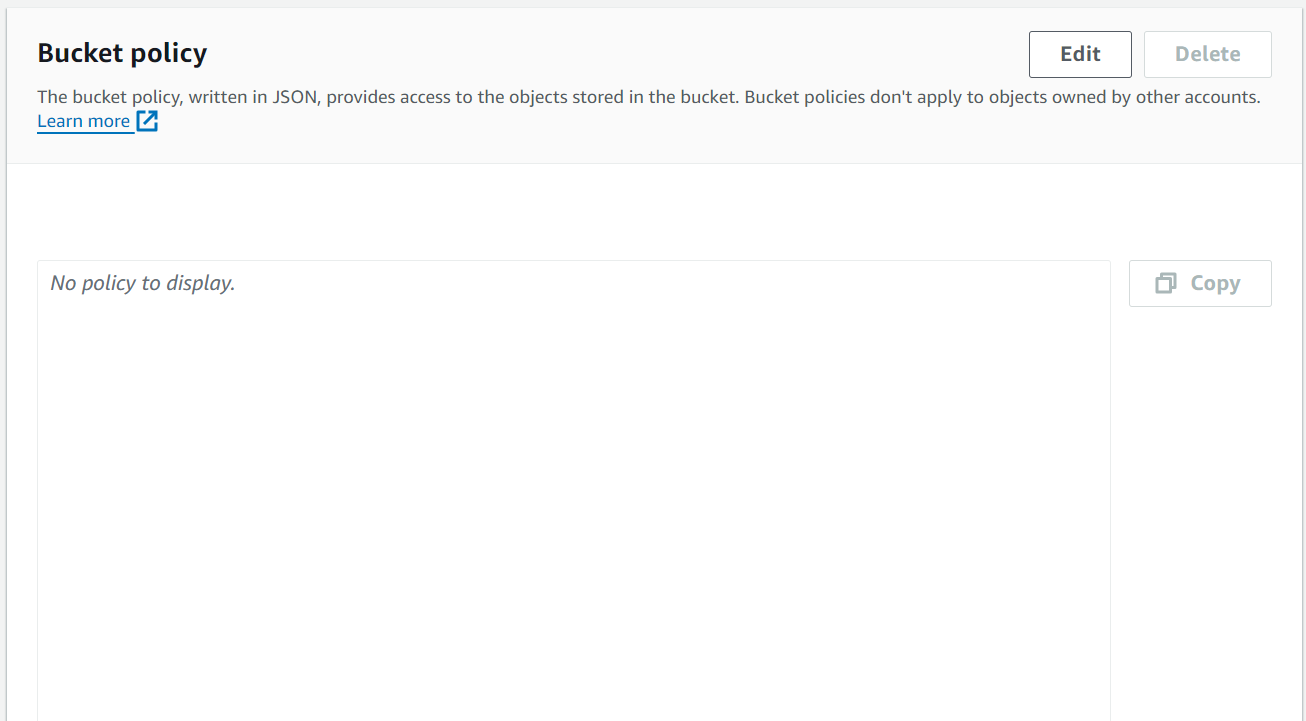 Bucket policy
Edit
Delete
The bucket policy, written in JSON, provides access to the objects stored in the bucket. Bucket policies don't apply to objects owned by other accounts.
Learn more
No policy to display.
Copy